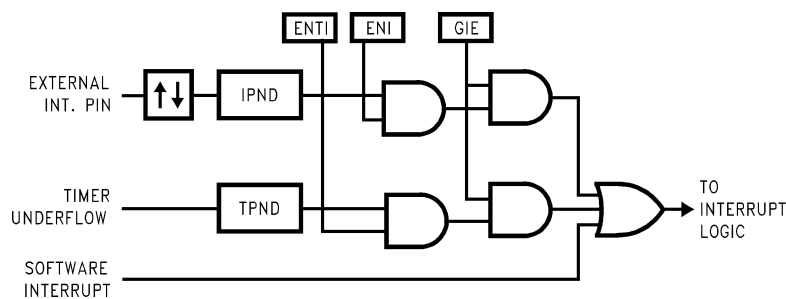 ENTI
ENI
GIE
EXTERNAL
INT. PIN
IPND
TIMER
UNDERFLOW
TPND
TO
INTERRUPT
LOGIC
SOFTWARE
INTERRUPT